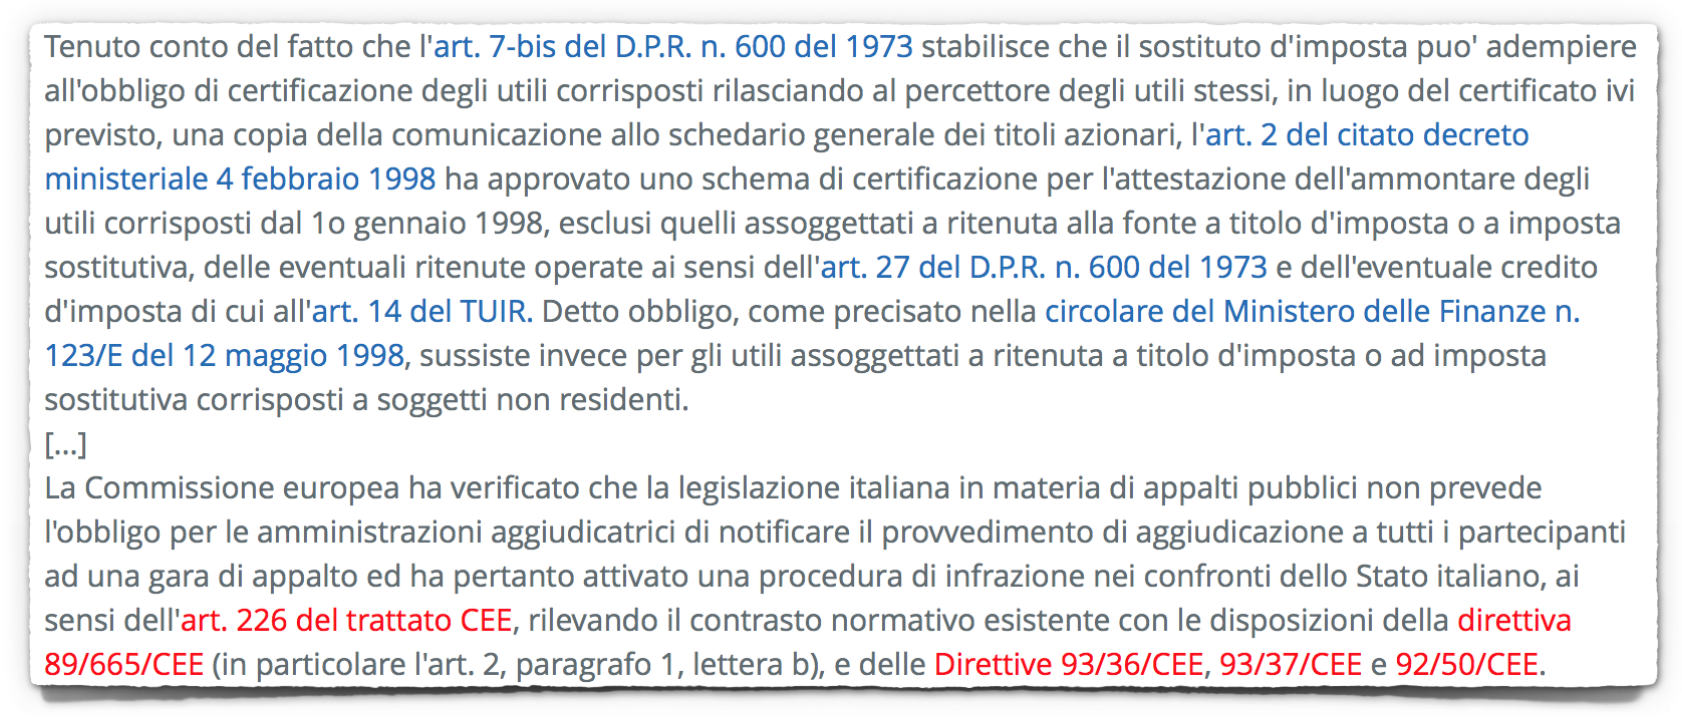 Tenuto conto del fatto che l'art. 7-bis del D.P.R. n. 600 del 1973 stabilisce che il sostituto d'imposta puo' adempiere
all'obbligo di certificazione degli utili corrisposti rilasciando al percettore degli utili stessi, in luogo del certificato ivi
previsto, una copia della comunicazione allo schedario generale dei titoli azionari, l'art. 2 del citato decreto
ministeriale 4 febbraio 1998 ha approvato uno schema di certificazione per l'attestazione dell'ammontare degli
utili corrisposti dal 1o gennaio 1998, esclusi quelli assoggettati a ritenuta alla fonte a titolo d'imposta o a imposta
sostitutiva, delle eventuali ritenute operate ai sensi dell'art. 27 del D.P.R. n. 600 del 1973 e dell'eventuale credito
d'imposta di cui all'art. 14 del TUIR. Detto obbligo, come precisato nella circolare del Ministero delle Finanze n.
123/E del 12 maggio 1998, sussiste invece per gli utili assoggettati a ritenuta a titolo d'imposta o ad imposta
sostitutiva corrisposti a soggetti non residenti.
[...]
La Commissione europea ha verificato che la legislazione italiana in materia di appalti pubblici non prevede
l'obbligo per le amministrazioni aggiudicatrici di notificare il provvedimento di aggiudicazione a tutti i partecipanti
ad una gara di appalto ed ha pertanto attivato una procedura di infrazione nei confronti dello Stato italiano, ai
sensi dell'art. 226 del trattato CEE, rilevando il contrasto normativo esistente con le disposizioni della direttiva
89/665/CEE (in particolare l'art. 2, paragrafo 1, lettera b), e delle Direttive 93/36/CEE, 93/37/CEE e 92/50/CEE.